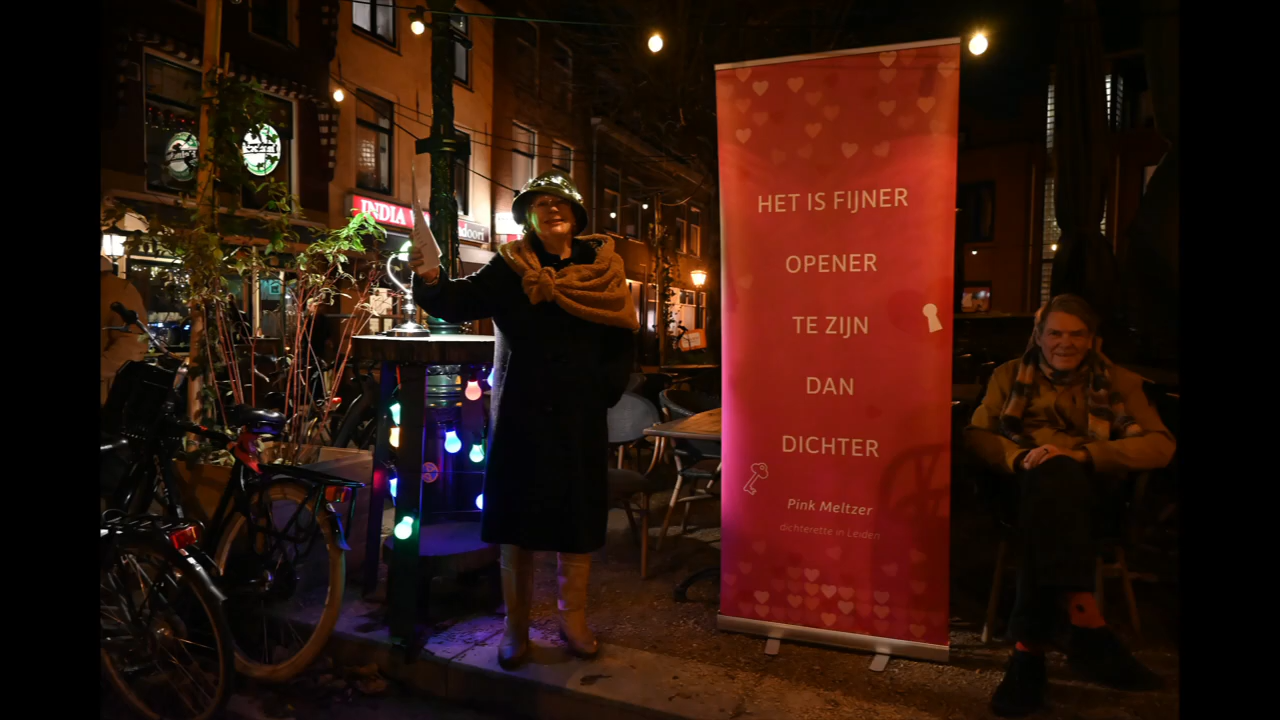 INDIA
HET IS FIJNER
OPENER
TE ZIJN
DAN
DICHTER
Pink Meltzer
dichterette in Leiden